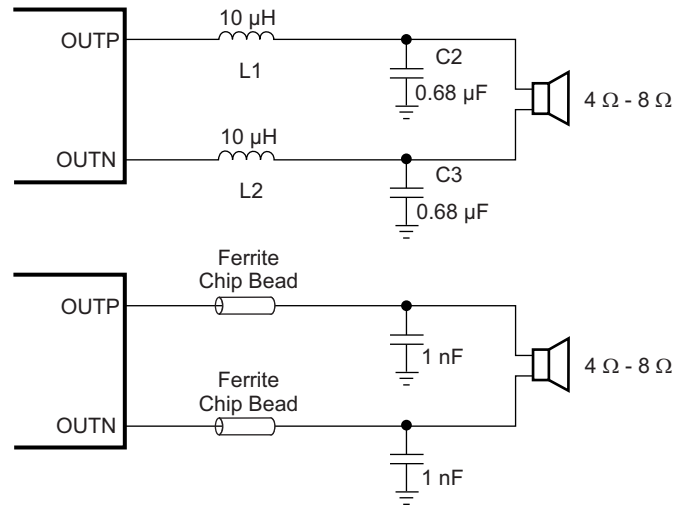 10 µH
OUTP
L1
C2
0.68 µF
4 Ω - 8 Ω
10 µH
OUTN
L2
C3
0.68 µF
Ferrite
Chip Bead
OUTP
1 nF
4 Ω - 8 Ω
Ferrite
Chip Bead
OUTN
1 nF